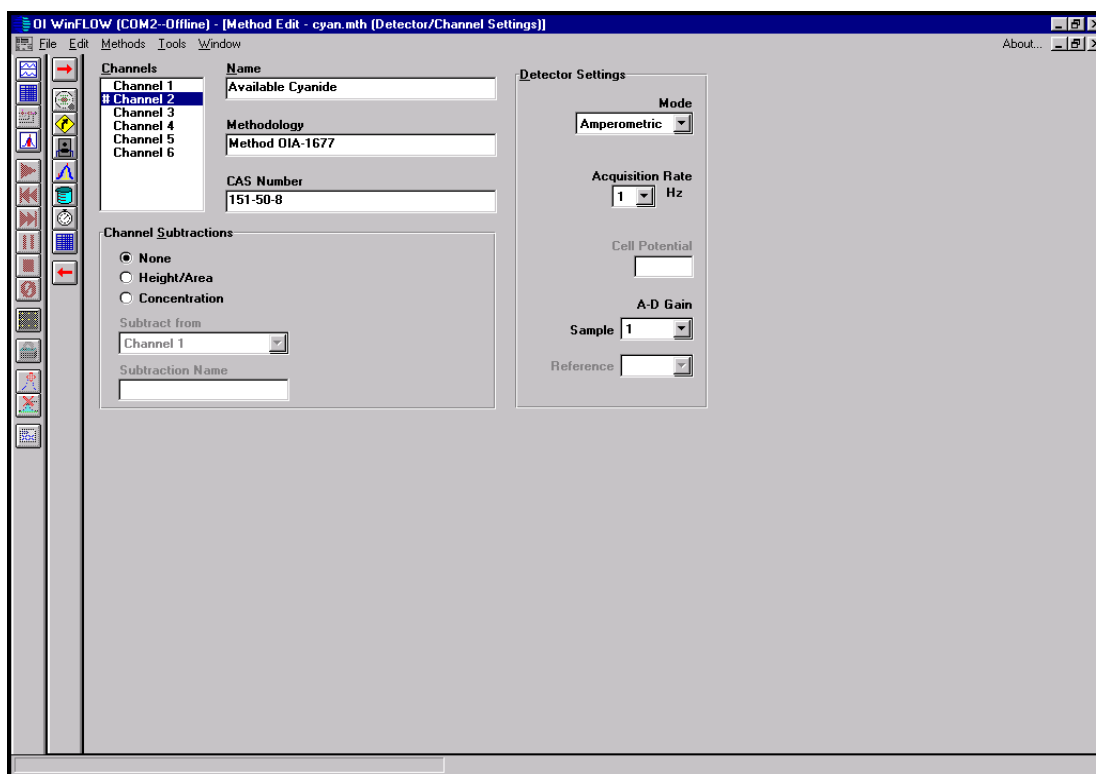 OI WinFLOW (COM2--Offline) - [Method Edit - cyan.mth (Detector/Channel Settings)]
File Edit Methods Tools Window About...
Channels
Channel 1
# Channel 2
Channel 3
Channel 4
Channel 5
Channel 6
Name
Available Cyanide
Methodology
Method OIA-1677
CAS Number
151-50-8
Channel Subtractions
None
Height/Area
Concentration
Subtract from
Channel 1
Subtraction Name
Detector Settings
Mode
Amperometric
Acquisition Rate
1 Hz
Cell Potential
A-D Gain
Sample 1
Reference